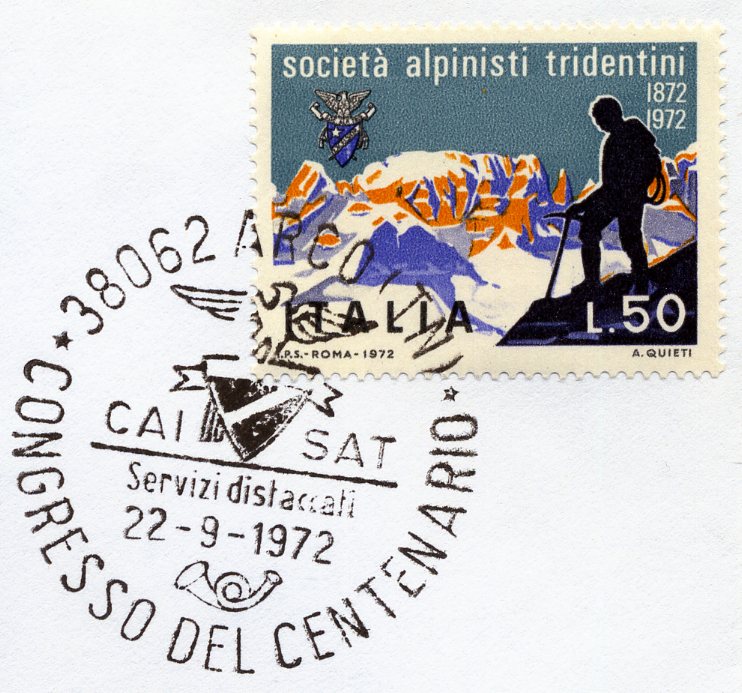 società alpinisti tridentini
1872
1972
ITALIA
L.50
I.P.S.-ROMA-1972
A. QUIETI
38062 ARCO (TN)
CAI SAT
Servizi distaccati
22-9-1972
CONGRESSO DEL CENTENARIO